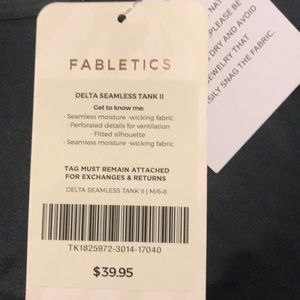 FABLETICS
DELTA SEAMLESS TANK II
Get to know me:
- Seamless moisture -wicking fabric
- Perforated details for ventilation
- Fitted silhouette
- Seamless moisture -wicking fabric
TAG MUST REMAIN ATTACHED
FOR EXCHANGES & RETURNS
DELTA SEAMLESS TANK II | M/6-8
TK1825972-3014-17040
$39.95
PLEASE BE
DRY AND AVOID
THAT
SNAG THE FABRIC.